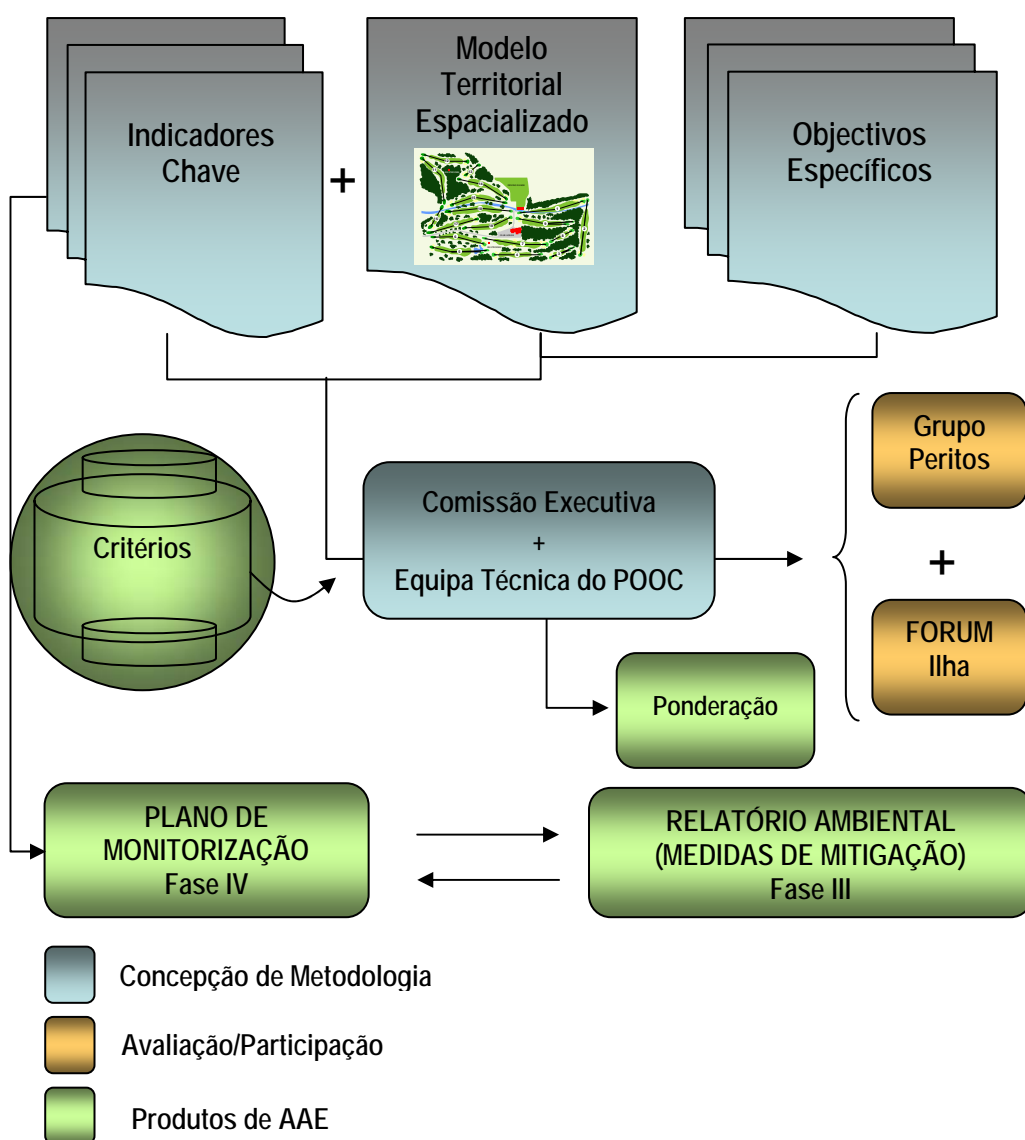 Indicadores
Chave
+
Modelo
Territorial
Espacializado
Objectivos
Específicos
Critérios
Comissão Executiva
+
Equipa Técnica do POOC
Grupo
Peritos
+
FORUM
Ilha
Ponderação
PLANO DE
MONITORIZAÇÃO
Fase IV
RELATÓRIO AMBIENTAL
(MEDIDAS DE MITIGAÇÃO)
Fase III
Concepção de Metodologia
Avaliação/Participação
Produtos de AAE